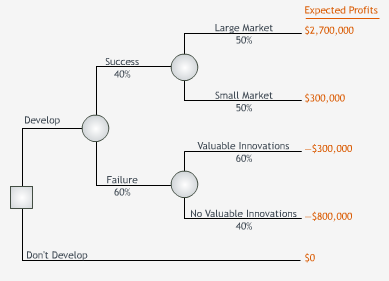 Expected Profits
Large Market
50%
$2,700,000
Success
40%
Small Market
50%
$300,000
Develop
Valuable Innovations
60%
−$300,000
Failure
60%
No Valuable Innovations
40%
−$800,000
Don't Develop
$0